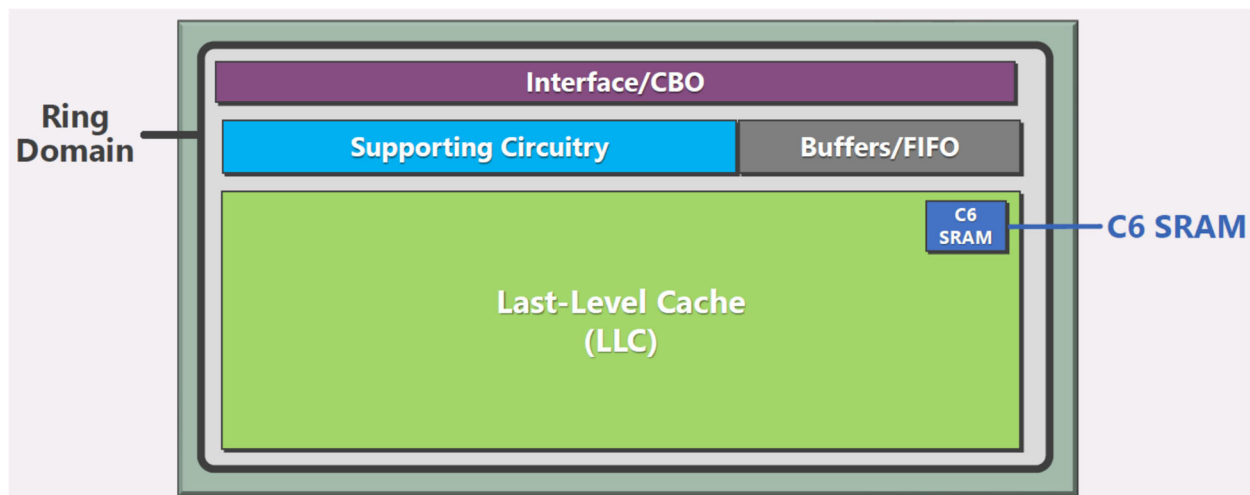 Interface/CBO
Ring
Domain
Supporting Circuitry
Buffers/FIFO
C6
SRAM
C6 SRAM
Last-Level Cache
(LLC)